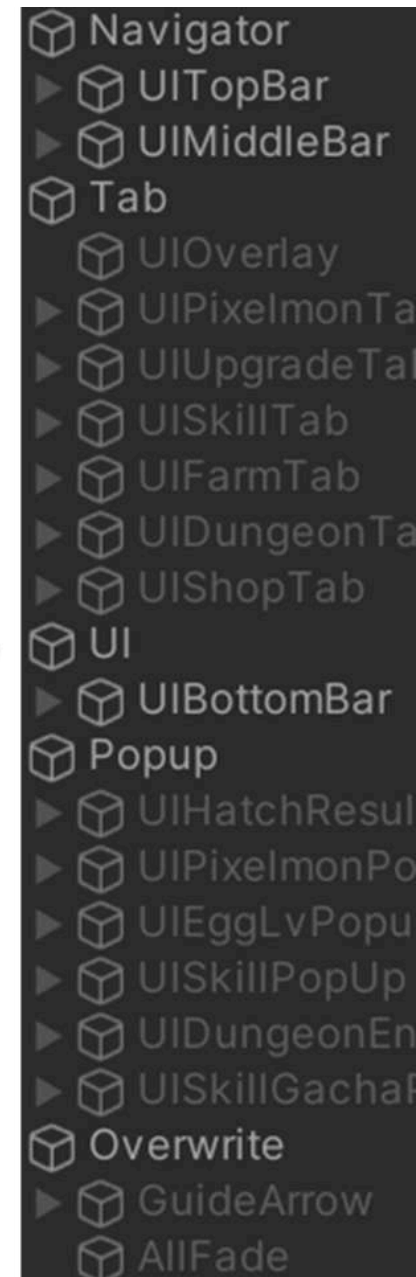 Navigator
UITopBar
UIMiddleBar
Tab
UIOverlay
UIPixelmonTa
UIUpgradeTab
UISkillTab
UIFarmTab
UIDungeonTa
UIShopTab
UI
UIBottomBar
Popup
UIHatchResul
UIPixelmonPo
UIEggLvPopu
UISkillPopUp
UIDungeonEn
UISkillGachaP
Overwrite
GuideArrow
AllFade